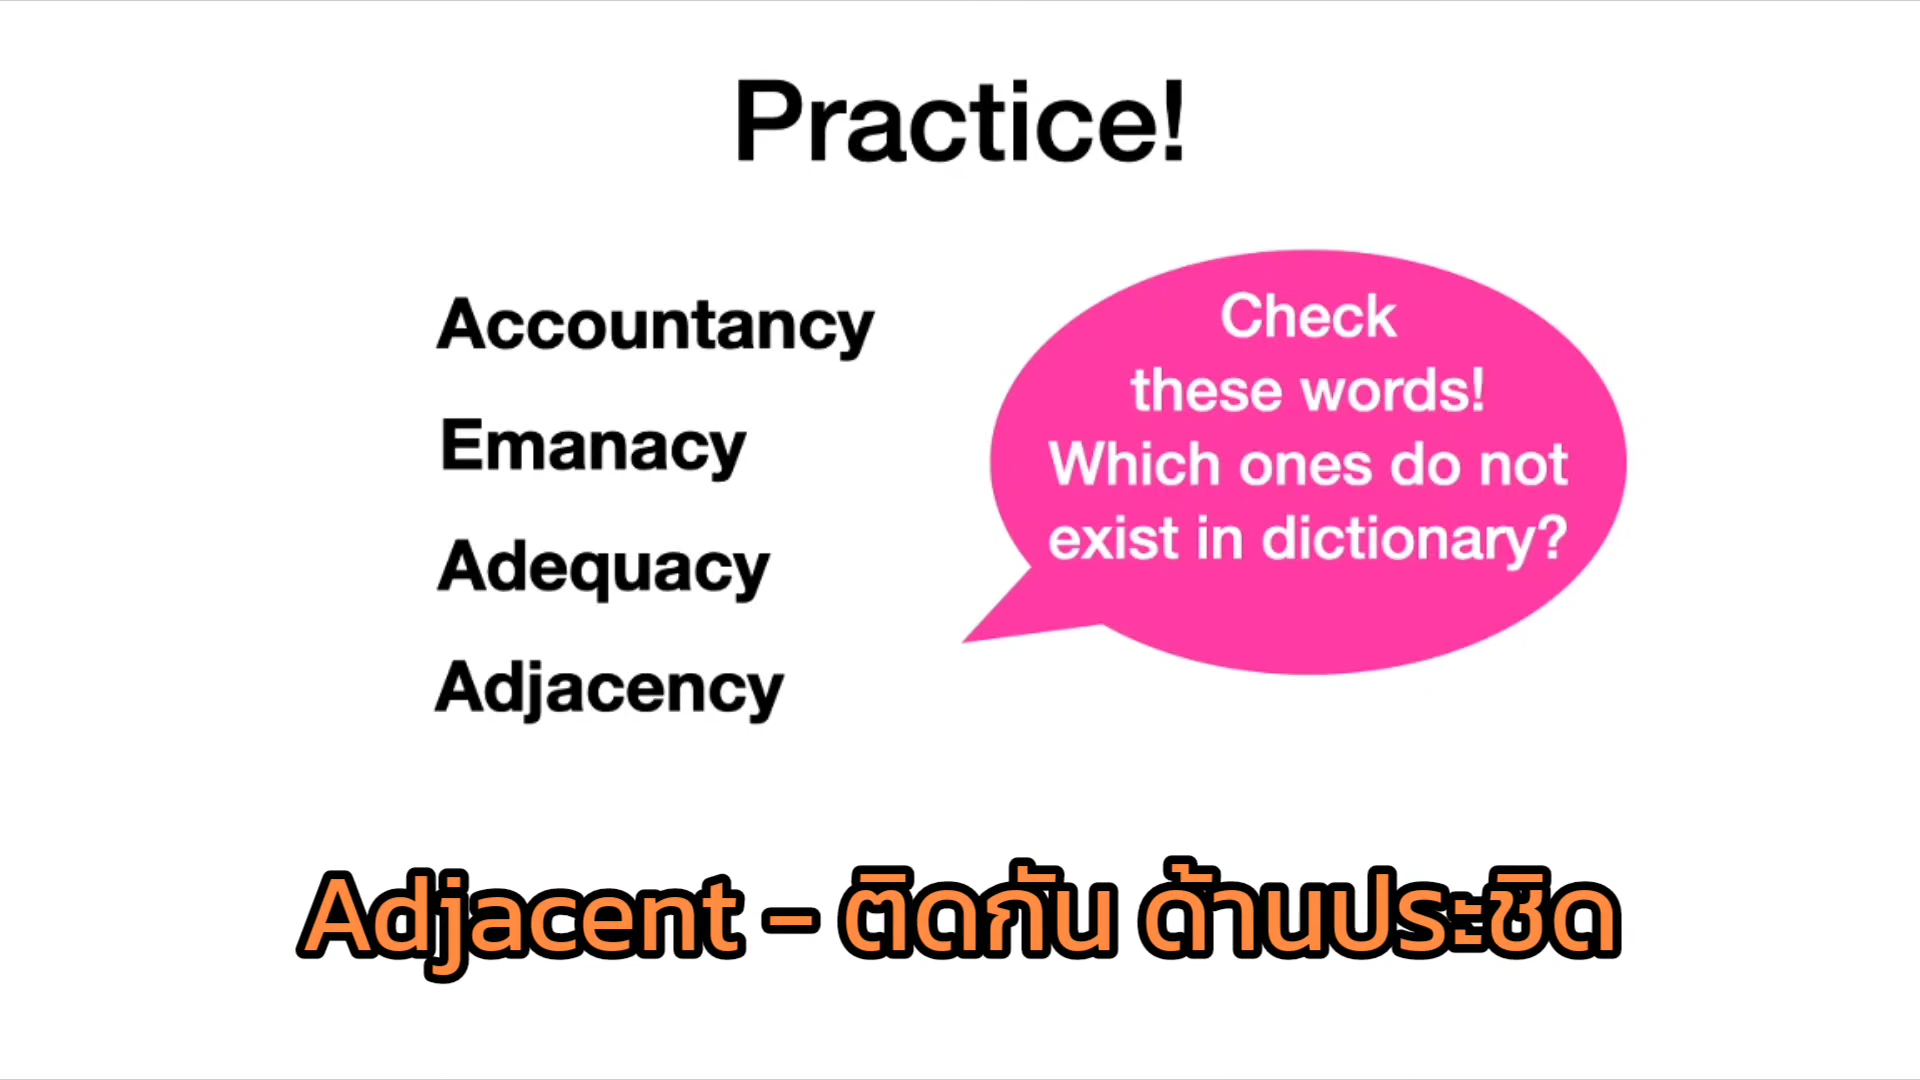 Practice!
Accountancy
Emanacy
Adequacy
Adjacency
Check
these words!
Which ones do not
exist in dictionary?
Adjacent – ติดกัน ด้านประชิด